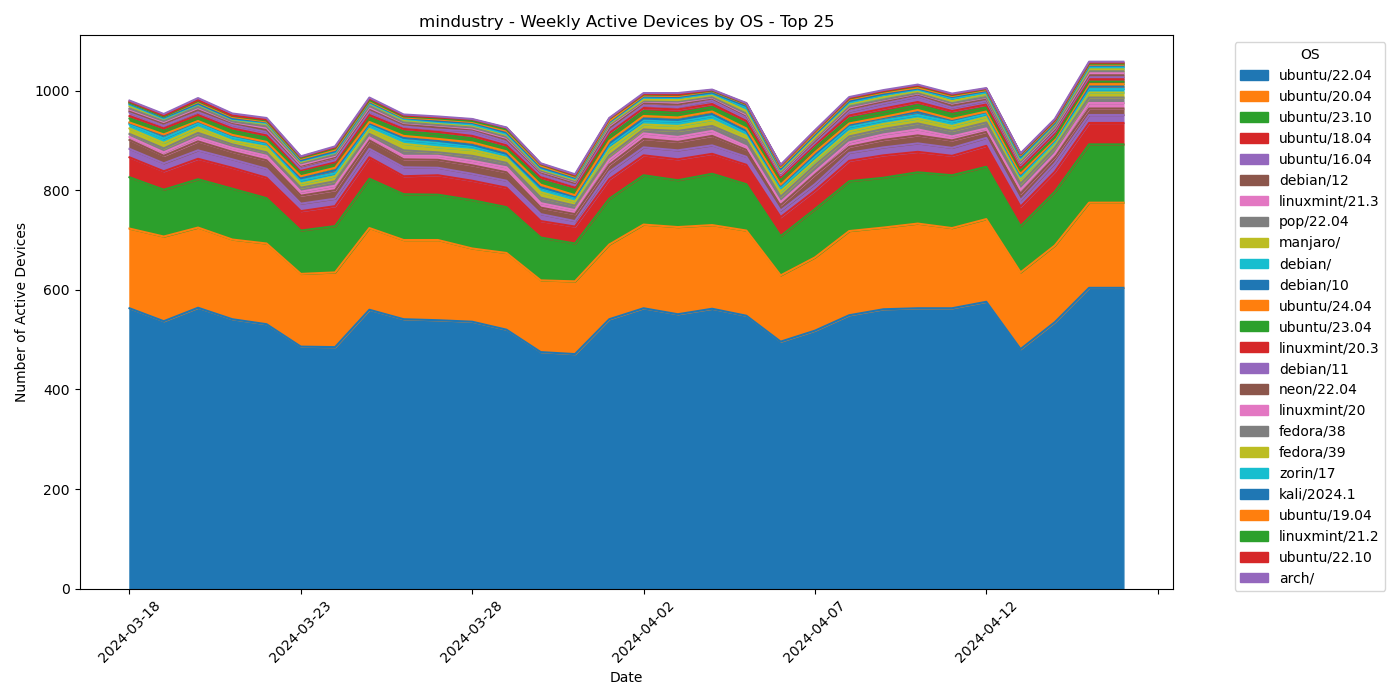 mindustry - Weekly Active Devices by OS - Top 25
Number of Active Devices
1000
800
600
400
200
0
2024-03-18
2024-03-23
2024-03-28
2024-04-02
2024-04-07
2024-04-12
Date
OS
ubuntu/22.04
ubuntu/20.04
ubuntu/23.10
ubuntu/18.04
ubuntu/16.04
debian/12
linuxmint/21.3
pop/22.04
manjaro/
debian/
debian/10
ubuntu/24.04
ubuntu/23.04
linuxmint/20.3
debian/11
neon/22.04
linuxmint/20
fedora/38
fedora/39
zorin/17
kali/2024.1
ubuntu/19.04
linuxmint/21.2
ubuntu/22.10
arch/